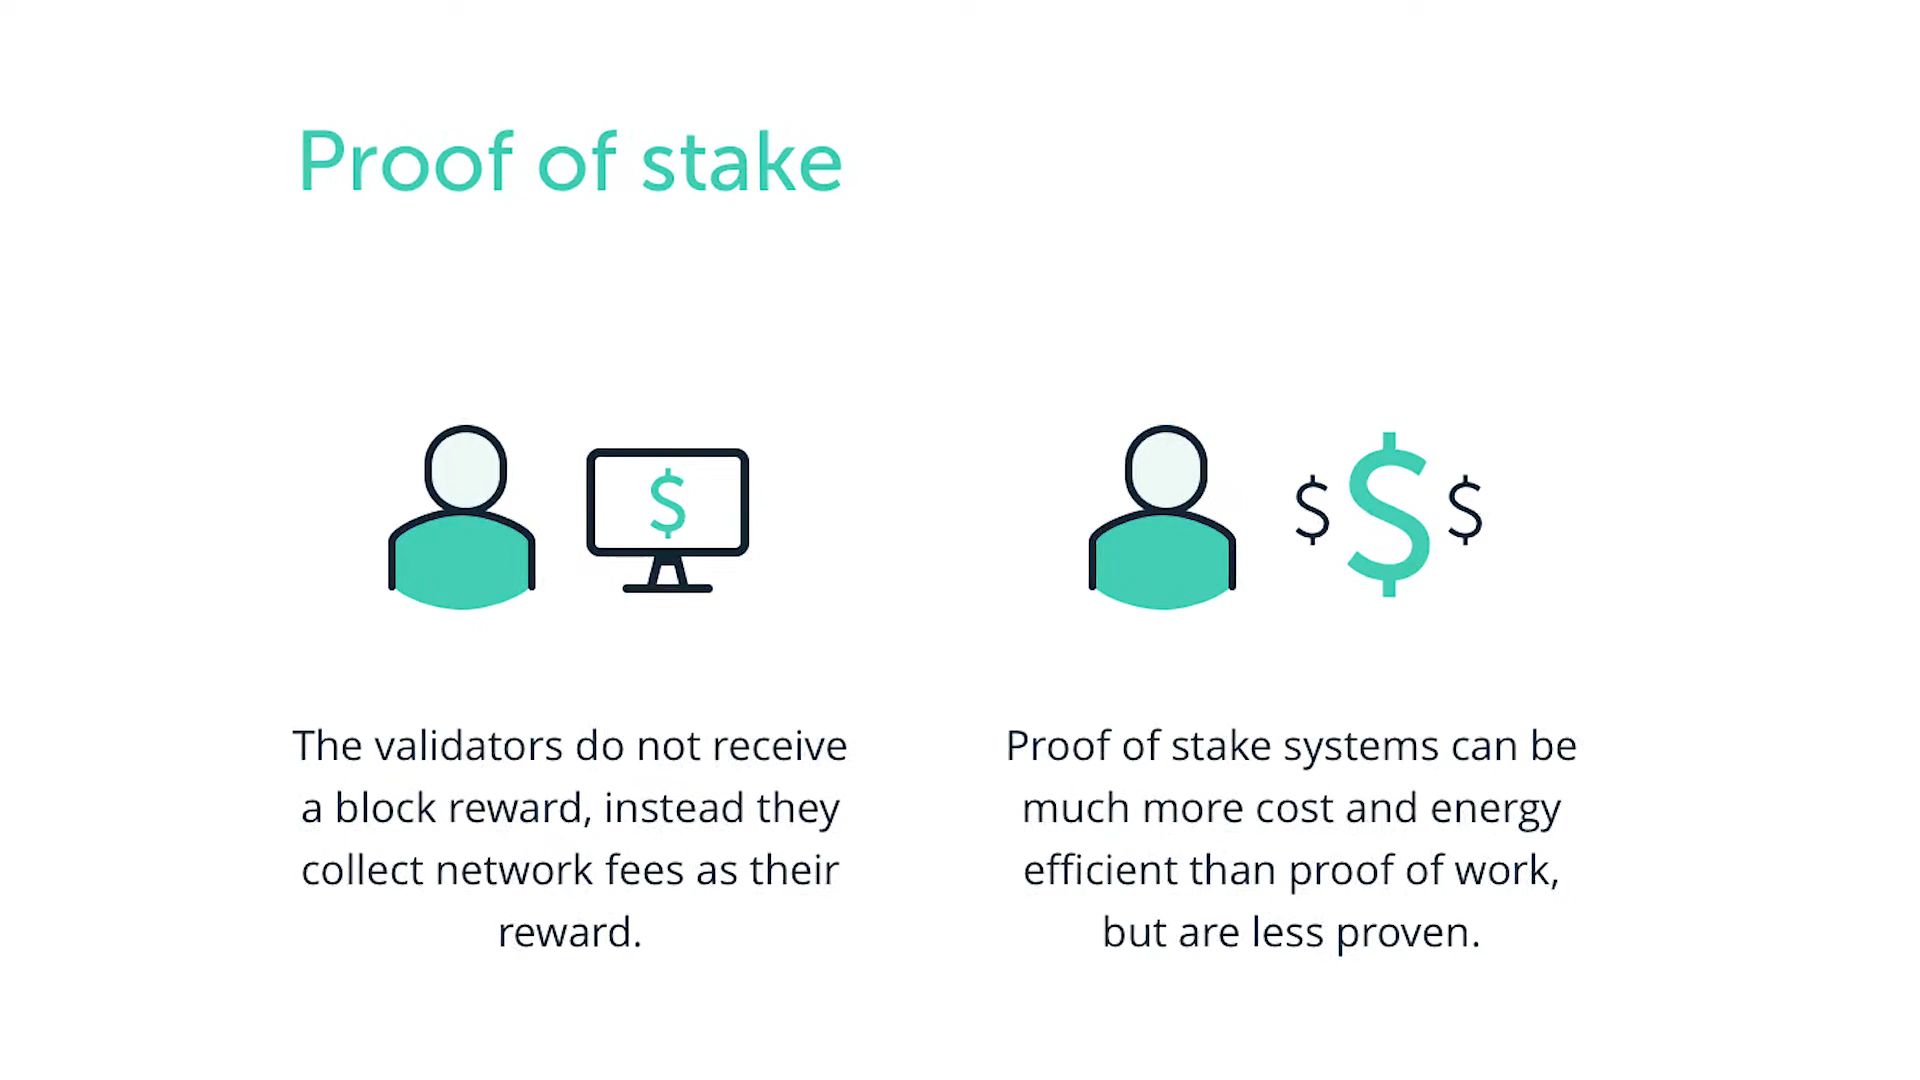 Proof of stake
$
$ $ $
The validators do not receive
a block reward, instead they
collect network fees as their
reward.
Proof of stake systems can be
much more cost and energy
efficient than proof of work,
but are less proven.